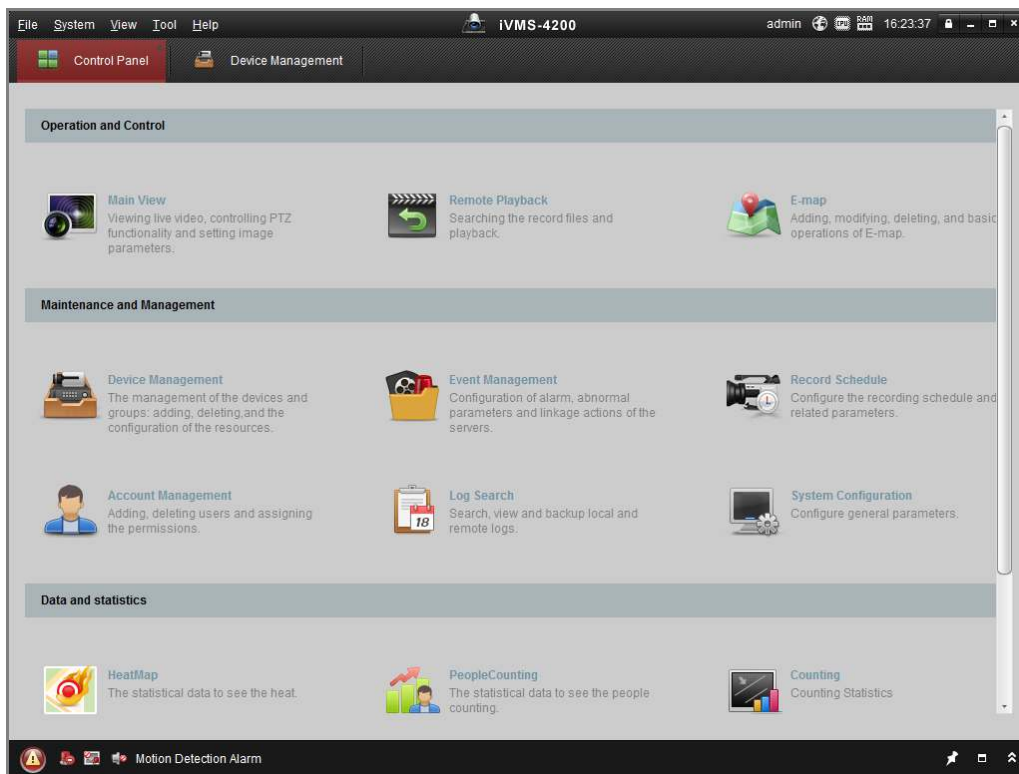 File System View Tool Help iVMS-4200 admin CPU RAM 16:23:37
Control Panel Device Management
Operation and Control
Main View
Viewing live video, controlling PTZ
functionality and setting image
parameters.
Remote Playback
Searching the record files and
playback.
E-map
Adding, modifying, deleting, and basic
operations of E-map.
Maintenance and Management
Device Management
The management of the devices and
groups: adding, deleting,and the
configuration of the resources.
Event Management
Configuration of alarm, abnormal
parameters and linkage actions of the
servers.
Record Schedule
Configure the recording schedule and
related parameters.
Account Management
Adding, deleting users and assigning
the permissions.
18
Log Search
Search, view and backup local and
remote logs.
System Configuration
Configure general parameters.
Data and statistics
HeatMap
The statistical data to see the heat.
PeopleCounting
The statistical data to see the people
counting.
Counting
Counting Statistics
Motion Detection Alarm